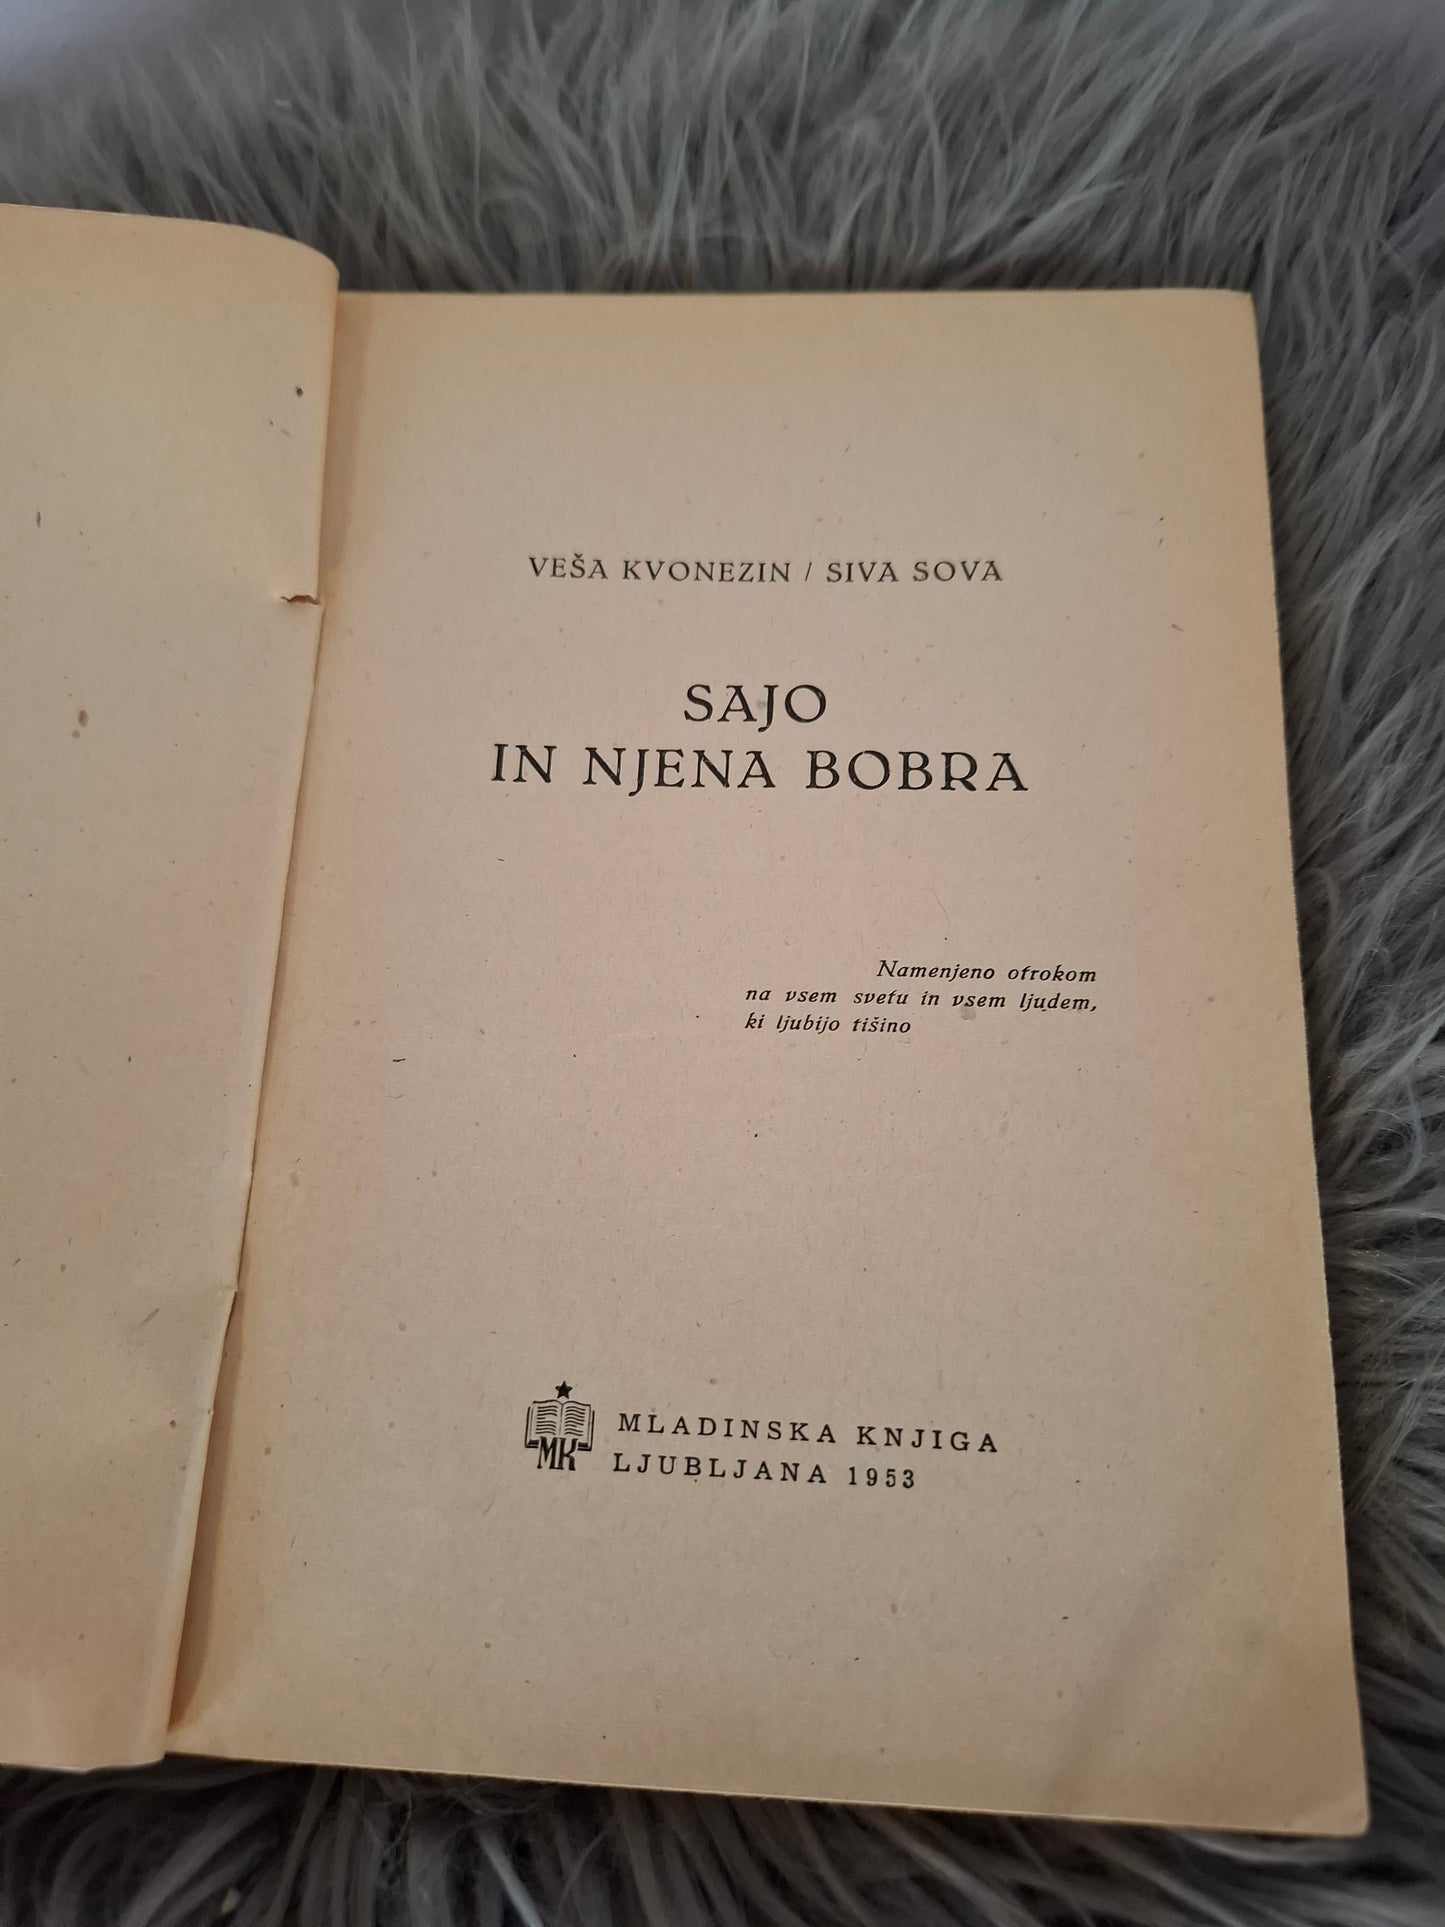 VEŠA KVONEZIN / SIVA SOVA
SAJO
IN NJENA BOBRA
Namenjeno otrokom
na vsem svetu in vsem ljudem,
ki ljubijo tišino
MK
MLADINSKA KNJIGA
LJUBLJANA 1953